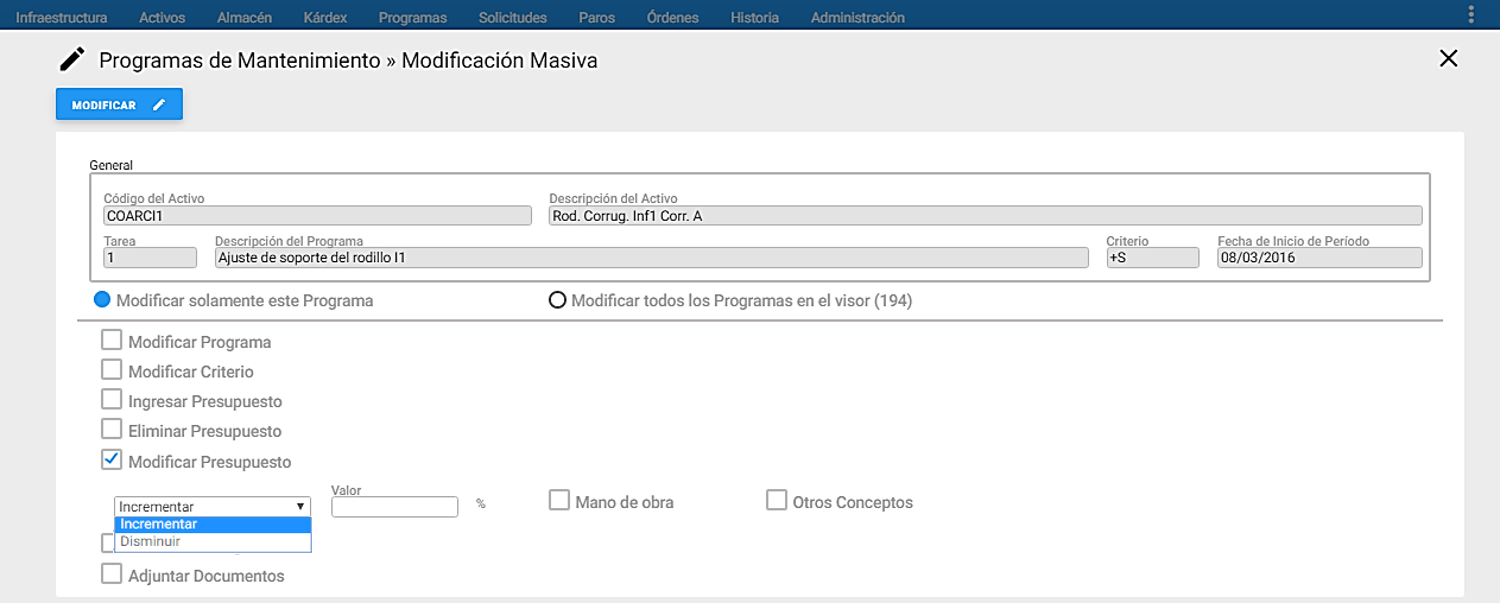 Infraestructura Activos Almacén Kárdex Programas Solicitudes Paros Órdenes Historia Administración
Programas de Mantenimiento » Modificación Masiva
MODIFICAR
General
Código del Activo Descripción del Activo
COARCI1 Rod. Corrug. Inf1 Corr. A
Tarea Descripción del Programa Criterio Fecha de Inicio de Período
1 Ajuste de soporte del rodillo I1 +S 08/03/2016
Modificar solamente este Programa Modificar todos los Programas en el visor (194)
Modificar Programa
Modificar Criterio
Ingresar Presupuesto
Eliminar Presupuesto
Modificar Presupuesto
Valor
Incrementar % Mano de obra Otros Conceptos
Incrementar
Disminuir
Adjuntar Documentos